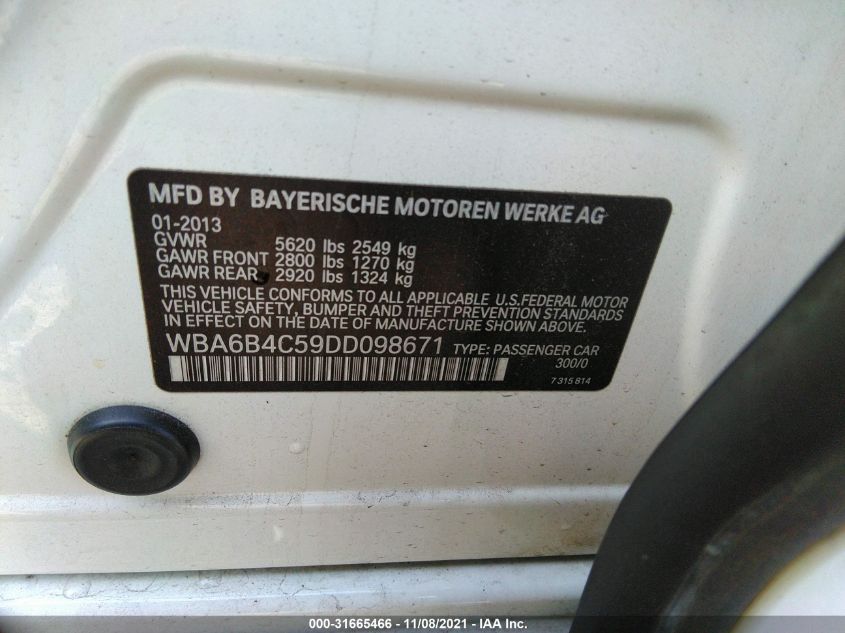 MFD BY BAYERISCHE MOTOREN WERKE AG
01-2013
GVWR 5620 lbs 2549 kg
GAWR FRONT 2800 lbs 1270 kg
GAWR REAR 2920 lbs 1324 kg
THIS VEHICLE CONFORMS TO ALL APPLICABLE U.S.FEDERAL MOTOR
VEHICLE SAFETY, BUMPER AND THEFT PREVENTION STANDARDS
IN EFFECT ON THE DATE OF MANUFACTURE SHOWN ABOVE.
WBA6B4C59DD098671 TYPE: PASSENGER CAR
300/0
7 315 814
000-31665466 - 11/08/2021 - IAA Inc.